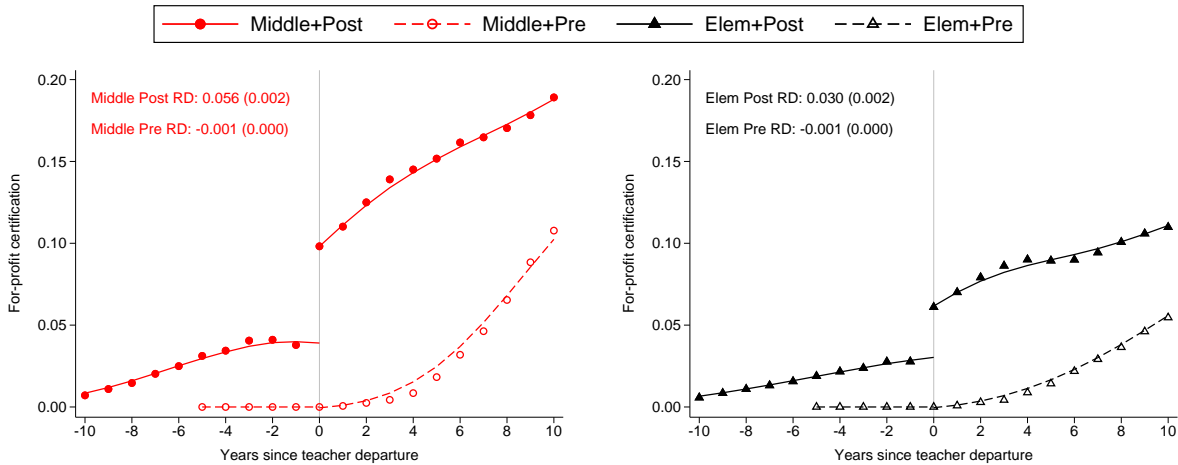 Middle+Post Middle+Pre Elem+Post Elem+Pre
For-profit certification
0.20
0.15
0.10
0.05
0.00
Middle Post RD: 0.056 (0.002)
Middle Pre RD: -0.001 (0.000)
-10 -8 -6 -4 -2 0 2 4 6 8 10
Years since teacher departure
For-profit certification
0.20
0.15
0.10
0.05
0.00
Elem Post RD: 0.030 (0.002)
Elem Pre RD: -0.001 (0.000)
-10 -8 -6 -4 -2 0 2 4 6 8 10
Years since teacher departure